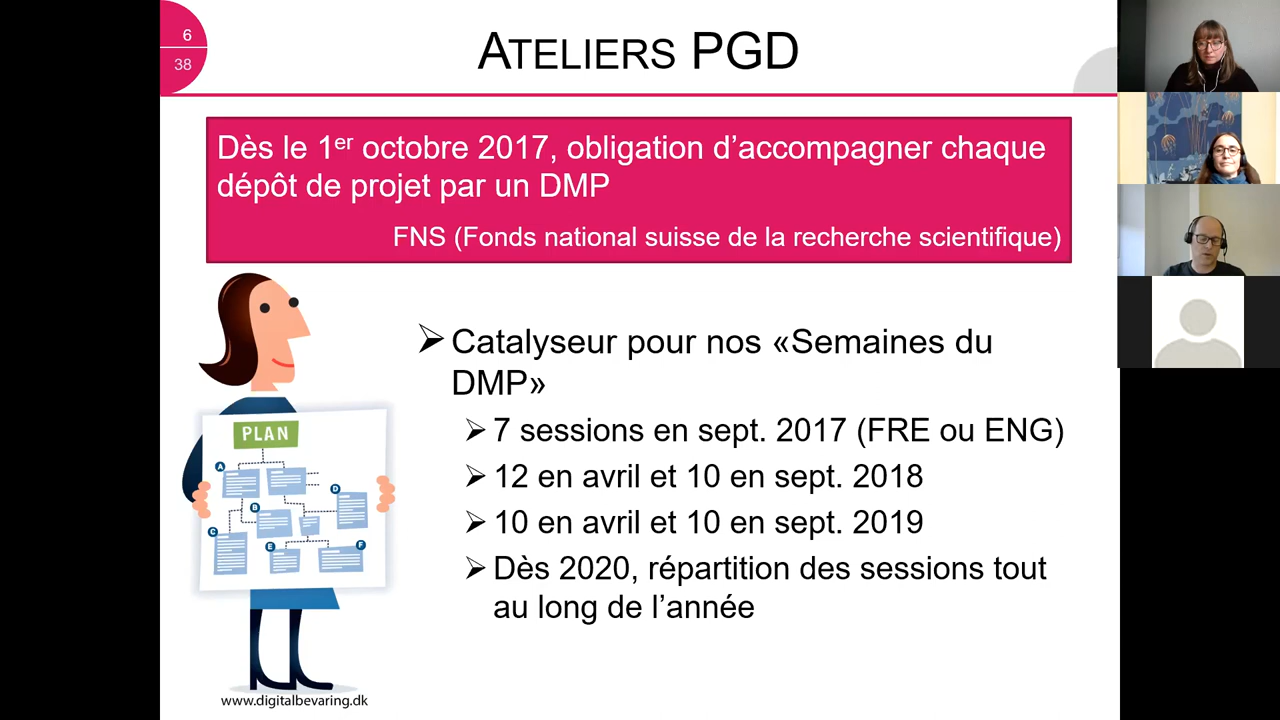 6
38
ATELIERS PGD
Dès le 1er octobre 2017, obligation d’accompagner chaque
dépôt de projet par un DMP
FNS (Fonds national suisse de la recherche scientifique)
Catalyseur pour nos «Semaines du
DMP»
7 sessions en sept. 2017 (FRE ou ENG)
12 en avril et 10 en sept. 2018
10 en avril et 10 en sept. 2019
Dès 2020, répartition des sessions tout
au long de l’année
PLAN
A
D
B
C
E
F
www.digitalbevaring.dk